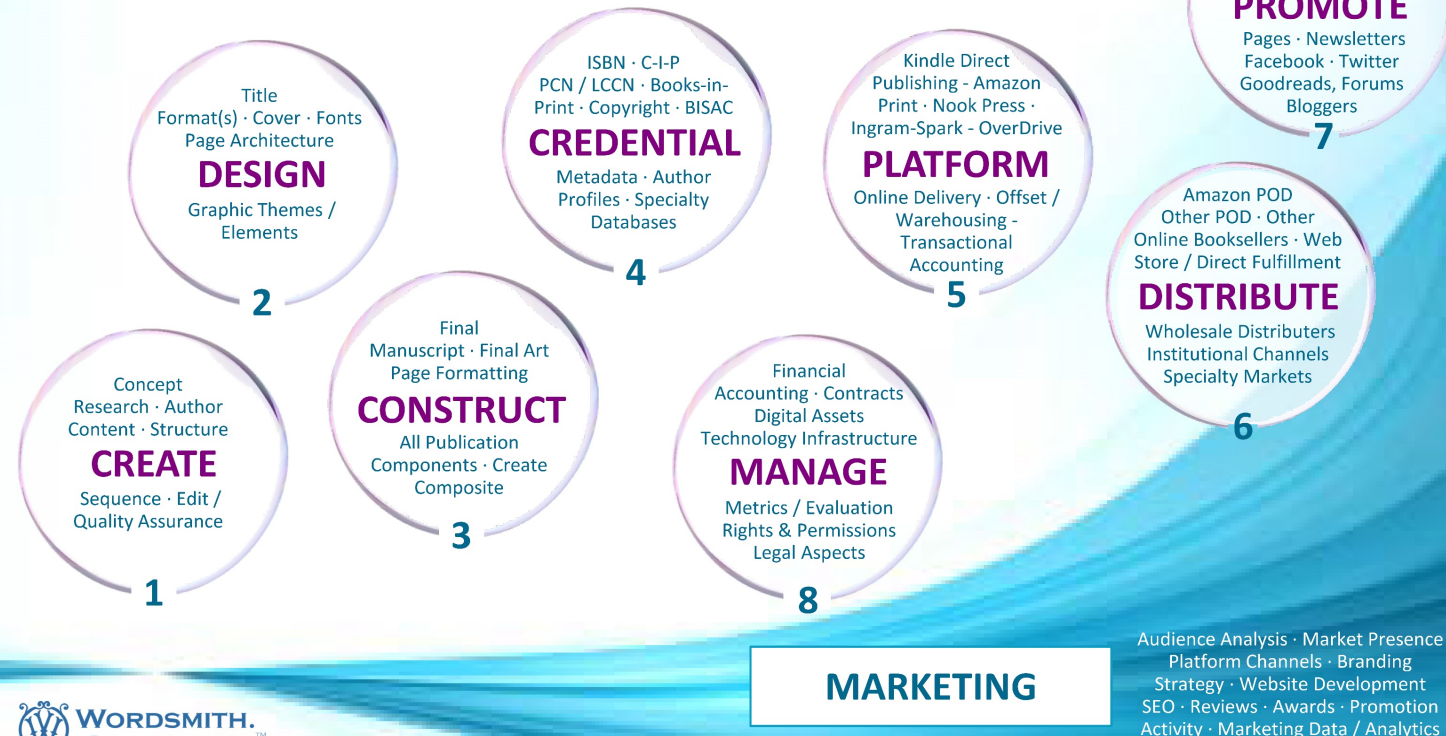 Concept
Research · Author
Content · Structure
CREATE
Sequence · Edit /
Quality Assurance
1
Title
Format(s) · Cover · Fonts
Page Architecture
DESIGN
Graphic Themes /
Elements
2
Final
Manuscript · Final Art
Page Formatting
CONSTRUCT
All Publication
Components · Create
Composite
3
ISBN · C-I-P
PCN / LCCN · Books-in-
Print · Copyright · BISAC
CREDENTIAL
Metadata · Author
Profiles · Specialty
Databases
4
Kindle Direct
Publishing - Amazon
Print · Nook Press ·
Ingram-Spark - OverDrive
PLATFORM
Online Delivery · Offset /
Warehousing -
Transactional
Accounting
5
Amazon POD
Other POD · Other
Online Booksellers · Web
Store / Direct Fulfillment
DISTRIBUTE
Wholesale Distributers
Institutional Channels
Specialty Markets
6
PROMOTE
Pages · Newsletters
Facebook · Twitter
Goodreads, Forums
Bloggers
7
Financial
Accounting · Contracts
Digital Assets
Technology Infrastructure
MANAGE
Metrics / Evaluation
Rights & Permissions
Legal Aspects
8
MARKETING
Audience Analysis · Market Presence
Platform Channels · Branding
Strategy · Website Development
SEO · Reviews · Awards · Promotion
Activity · Marketing Data / Analytics
WORDSMITH.
TM